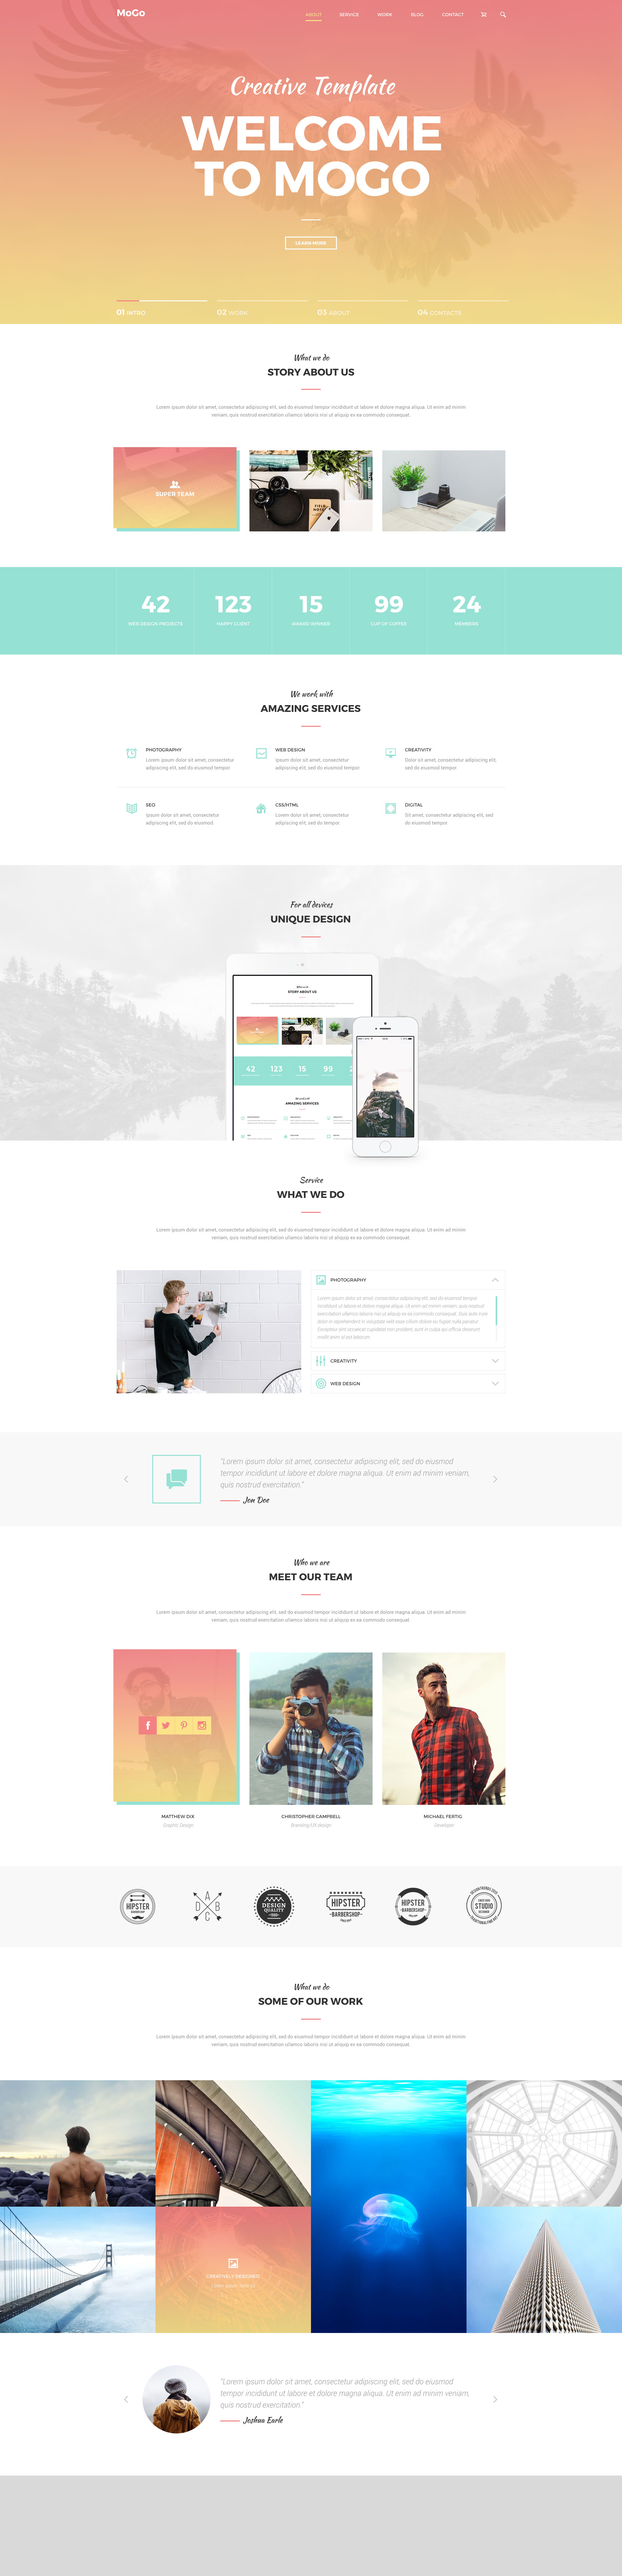 MoGo
ABOUT SERVICE WORK BLOG CONTACT
Creative Template
WELCOME
TO MOGO
LEARN MORE
01 INTRO
02 WORK
03 ABOUT
04 CONTACTS
What we do
STORY ABOUT US
Lorem ipsum dolor sit amet, consectetur adipiscing elit, sed do eiusmod tempor incididunt ut labore et dolore magna aliqua. Ut enim ad minim
veniam, quis nostrud exercitation ullamco laboris nisi ut aliquip ex ea commodo consequat.
SUPER TEAM
FIELD NOTES
42
WEB DESIGN PROJECTS
123
HAPPY CLIENT
15
AWARD WINNER
99
CUP OF COFFEE
24
MEMBERS
We work with
AMAZING SERVICES
PHOTOGRAPHY
Lorem ipsum dolor sit amet, consectetur
adipiscing elit, sed do eiusmod tempor.
WEB DESIGN
Lorem ipsum dolor sit amet, consectetur
adipiscing elit, sed do eiusmod tempor.
CREATIVITY
Dolor sit amet, consectetur adipiscing elit,
sed do eiusmod tempor.
SEO
Ipsum dolor sit amet, consectetur
adipiscing elit, sed do eiusmod.
CSS/HTML
Lorem dolor sit amet, consectetur
adipiscing elit, sed do tempor.
DIGITAL
Sit amet, consectetur adipiscing elit, sed
do eiusmod tempor.
For all devices
UNIQUE DESIGN
What we do
STORY ABOUT US
42 123 15 99
AMAZING SERVICES
Service
WHAT WE DO
Lorem ipsum dolor sit amet, consectetur adipiscing elit, sed do eiusmod tempor incididunt ut labore et dolore magna aliqua. Ut enim ad minim
veniam, quis nostrud exercitation ullamco laboris nisi ut aliquip ex ea commodo consequat.
PHOTOGRAPHY
Lorem ipsum dolor sit amet, consectetur adipiscing elit, sed do eiusmod tempor
incididunt ut labore et dolore magna aliqua. Ut enim ad minim veniam, quis nostrud
exercitation ullamco laboris nisi ut aliquip ex ea commodo consequat. Duis aute irure
dolor in reprehenderit in voluptate velit esse cillum dolore eu fugiat nulla pariatur.
Excepteur sint occaecat cupidatat non proident, sunt in culpa qui officia deserunt
mollit anim id est laborum.
CREATIVITY
WEB DESIGN
“Lorem ipsum dolor sit amet, consectetur adipiscing elit, sed do eiusmod
tempor incididunt ut labore et dolore magna aliqua. Ut enim ad minim veniam,
quis nostrud exercitation.”
Jon Doe
Who we are
MEET OUR TEAM
Lorem ipsum dolor sit amet, consectetur adipiscing elit, sed do eiusmod tempor incididunt ut labore et dolore magna aliqua. Ut enim ad minim
veniam, quis nostrud exercitation ullamco laboris nisi ut aliquip ex ea commodo consequat.
MATTHEW DIX
Graphic Design
CHRISTOPHER CAMPBELL
Branding/UX design
MICHAEL FERTIG
Developer
HIPSTER
BARBERSHOP
A
D B
C
DESIGN
QUALITY
HIPSTER
BARBERSHOP
HIPSTER
BARBERSHOP
STUDIO
What we do
SOME OF OUR WORK
Lorem ipsum dolor sit amet, consectetur adipiscing elit, sed do eiusmod tempor incididunt ut labore et dolore magna aliqua. Ut enim ad minim
veniam, quis nostrud exercitation ullamco laboris nisi ut aliquip ex ea commodo consequat.
CREATIVELY DESIGNED
“Lorem ipsum dolor sit amet, consectetur adipiscing elit, sed do eiusmod
tempor incididunt ut labore et dolore magna aliqua. Ut enim ad minim veniam,
quis nostrud exercitation.”
Joshua Earle